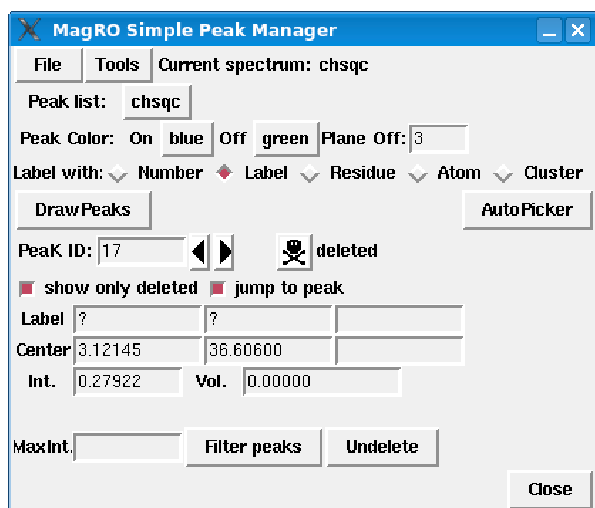 MagRO Simple Peak Manager
File Tools Current spectrum: chsqc
Peak list: chsqc
Peak Color: On blue Off green Plane Off: 3
Label with: Number Label Residue Atom Cluster
Draw Peaks AutoPicker
PeaK ID: 17 deleted
show only deleted jump to peak
Label ? ?
Center 3.12145 36.60600
Int. 0.27922 Vol. 0.00000
MaxInt. Filter peaks Undelete
Close